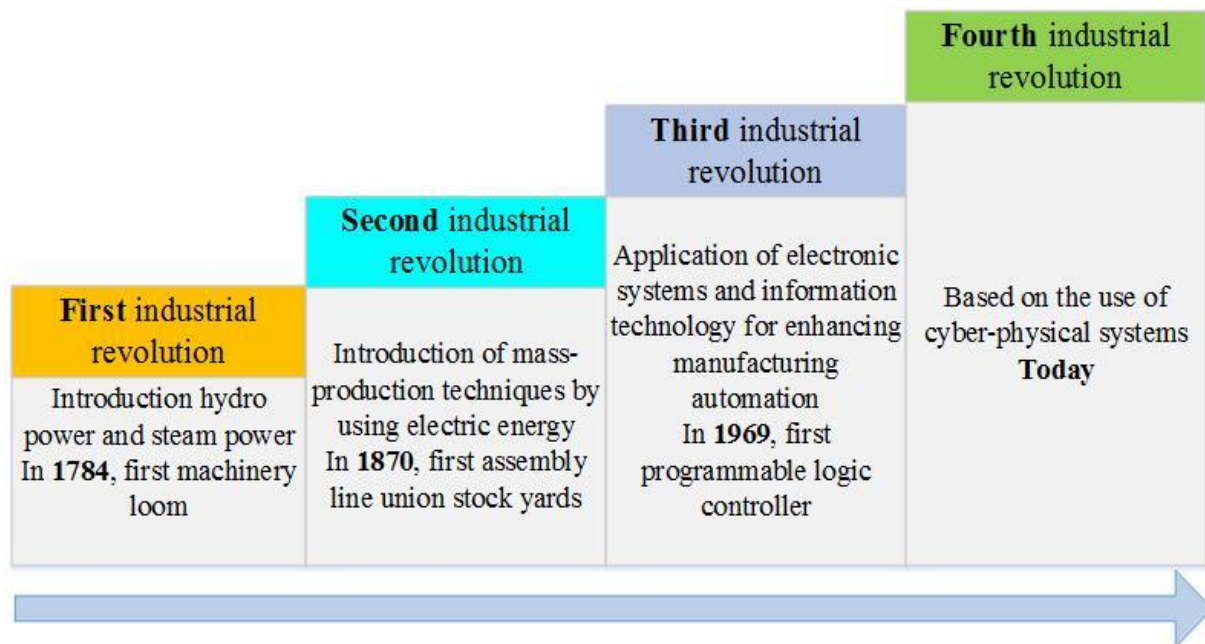 First industrial
revolution
Introduction hydro
power and steam power
In 1784, first machinery
loom
Second industrial
revolution
Introduction of mass-
production techniques by
using electric energy
In 1870, first assembly
line union stock yards
Third industrial
revolution
Application of electronic
systems and information
technology for enhancing
manufacturing
automation
In 1969, first
programmable logic
controller
Fourth industrial
revolution
Based on the use of
cyber-physical systems
Today